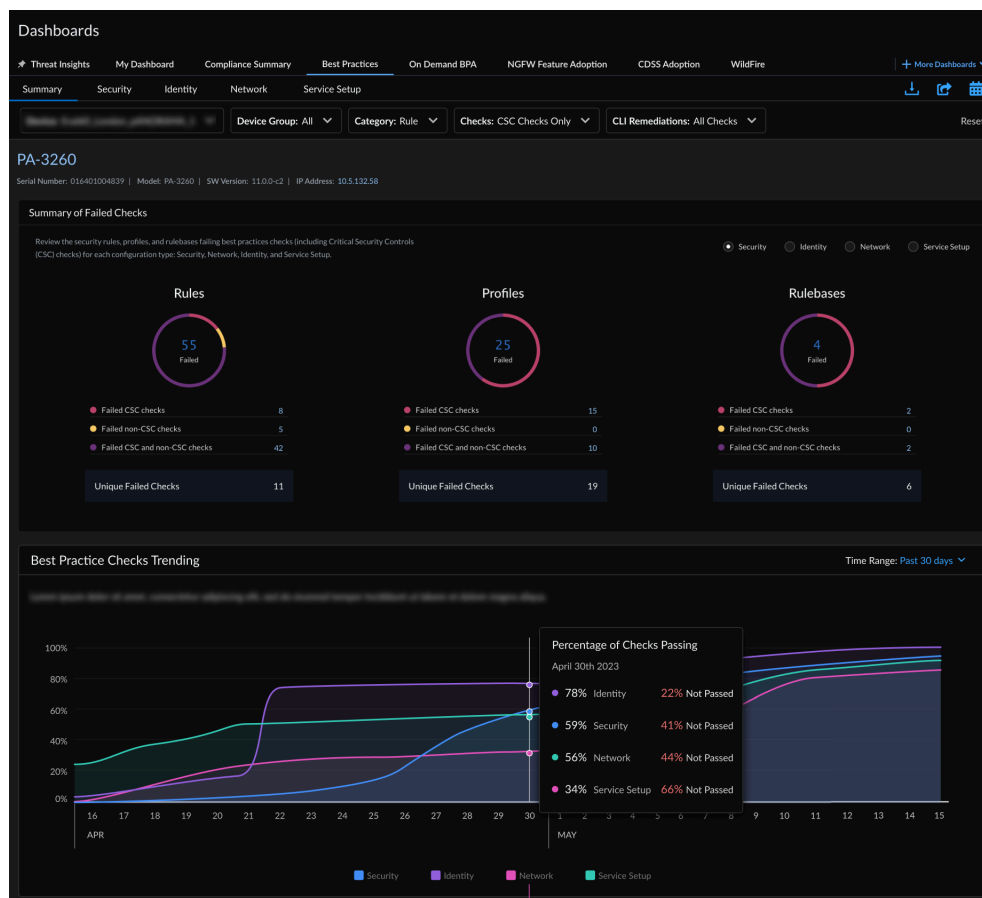 Dashboards
Threat Insights My Dashboard Compliance Summary Best Practices On Demand BPA NGFW Feature Adoption CDSS Adoption WildFire + More Dashboards
Summary Security Identity Network Service Setup
Device Group: All Category: Rule Checks: CSC Checks Only CLI Remediations: All Checks Reset
PA-3260
Serial Number: 016401004839 | Model: PA-3260 | SW Version: 11.0.0-c2 | IP Address: 10.5.132.58
Summary of Failed Checks
Review the security rules, profiles, and rulebases failing best practices checks (including Critical Security Controls
(CSC) checks) for each configuration type: Security, Network, Identity, and Service Setup.
Security Identity Network Service Setup
Rules
55
Failed
Failed CSC checks 8
Failed non-CSC checks 5
Failed CSC and non-CSC checks 42
Unique Failed Checks 11
Profiles
25
Failed
Failed CSC checks 15
Failed non-CSC checks 0
Failed CSC and non-CSC checks 10
Unique Failed Checks 19
Rulebases
4
Failed
Failed CSC checks 2
Failed non-CSC checks 0
Failed CSC and non-CSC checks 2
Unique Failed Checks 6
Best Practice Checks Trending
Time Range: Past 30 days
100%
80%
60%
40%
20%
0%
Percentage of Checks Passing
April 30th 2023
78% Identity 22% Not Passed
59% Security 41% Not Passed
56% Network 44% Not Passed
34% Service Setup 66% Not Passed
16 17 18 19 20 21 22 23 24 25 26 27 28 29 30 1 2 3 4 5 6 7 8 9 10 11 12 13 14 15
APR MAY
Security Identity Network Service Setup